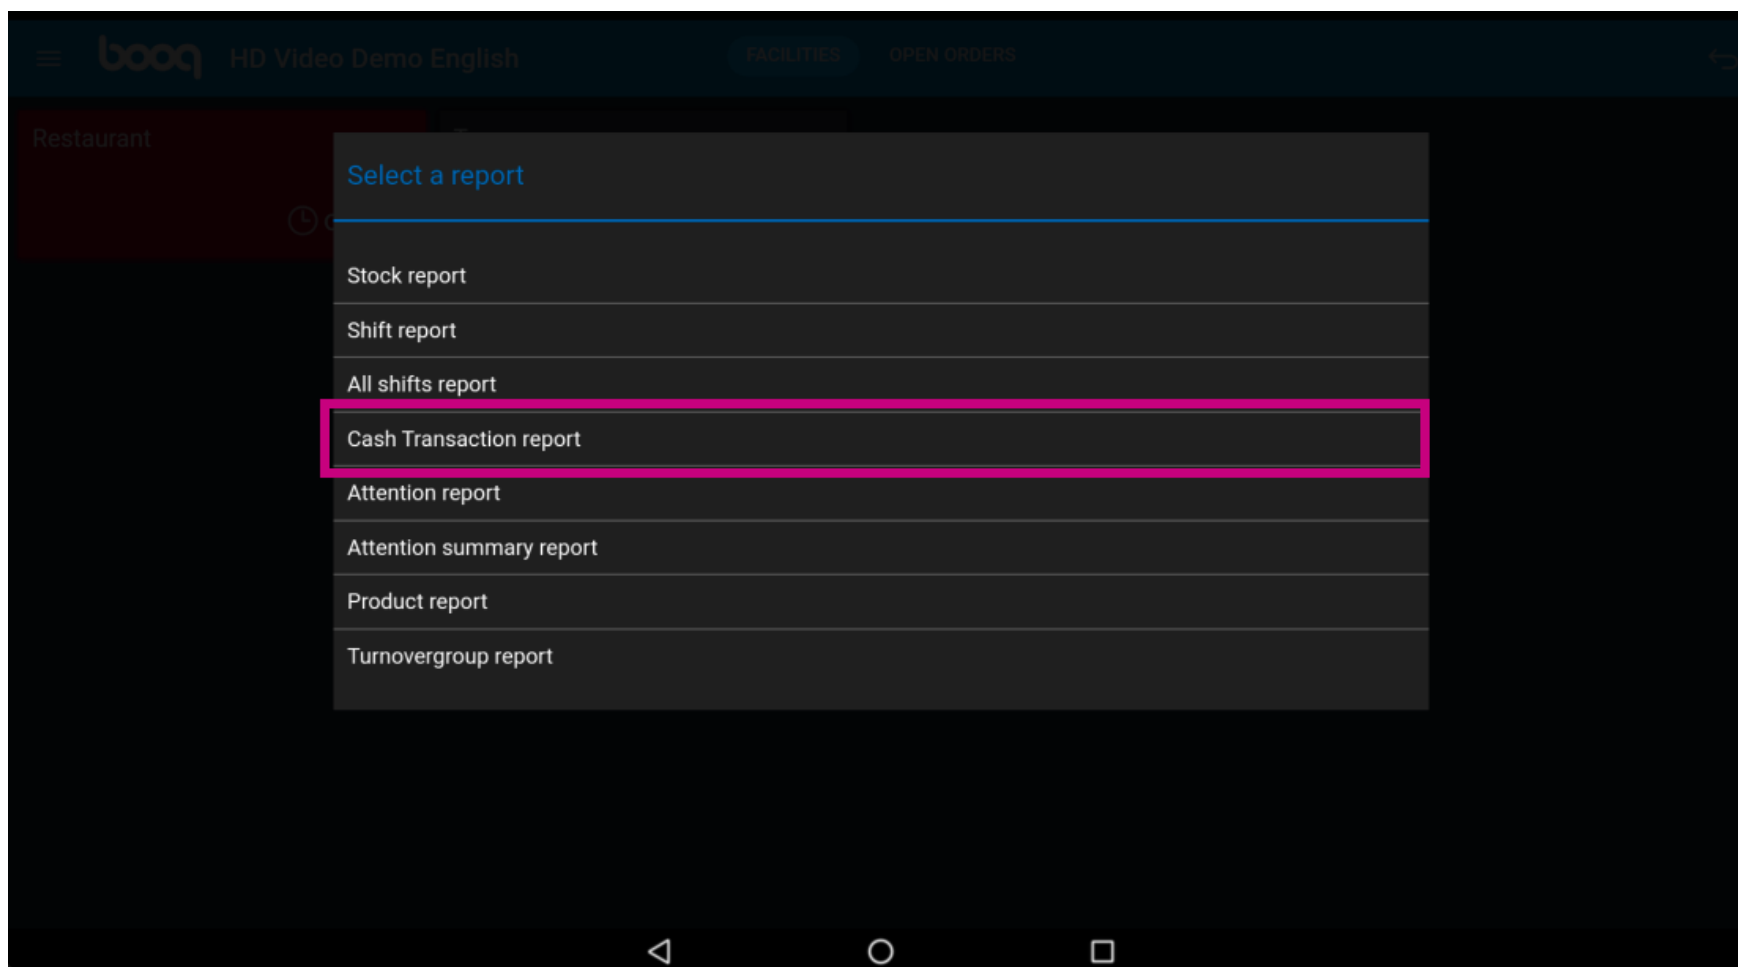 booq HD Video Demo English FACILITIES OPEN ORDERS
Restaurant
Select a report
Stock report
Shift report
All shifts report
Cash Transaction report
Attention report
Attention summary report
Product report
Turnovergroup report